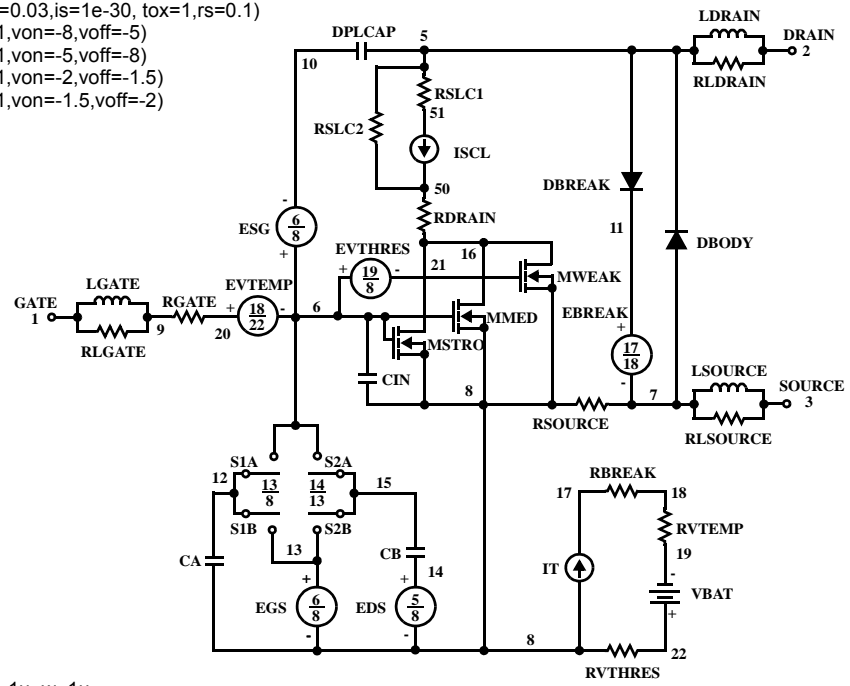 =0.03,is=1e-30, tox=1,rs=0.1)
1,von=-8,voff=-5)
1,von=-5,voff=-8)
1,von=-2,voff=-1.5)
1,von=-1.5,voff=-2)
LDRAIN
DPLCAP
5
DRAIN
2
10
RLDRAIN
RSLC1
51
RSLC2
ISCL
50
DBREAK
-
RDRAIN
ESG
6
8
+
11
DBODY
EVTHRES
16
21
+
19
8
-
MWEAK
LGATE
EVTEMP
GATE
1
RGATE
+
18
22
-
6
EBREAK
MMED
+
9
20
RLGATE
MSTRO
17
18
LSOURCE
CIN
-
SOURCE
8
7
3
RSOURCE
RLSOURCE
S1A
S2A
12
13
8
14
13
15
RBREAK
17
18
S1B
S2B
RVTEMP
13
CB
19
CA
14
IT
-
+
+
VBAT
EGS
6
8
EDS
5
8
+
-
-
8
22
RVTHRES